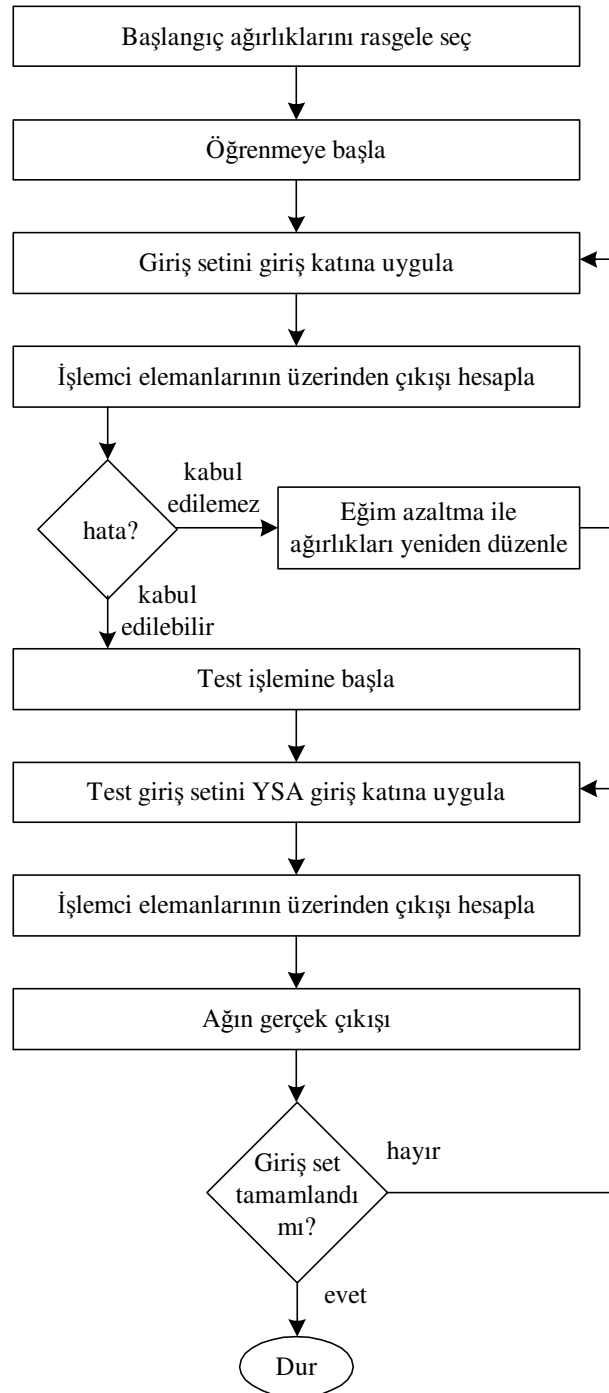 Başlangıç ağırlıklarını rasgele seç
Öğrenmeye başla
Giriş setini giriş katına uygula
İşlemci elemanlarının üzerinden çıkışı hesapla
hata?
kabul
edilemez
Eğim azaltma ile
ağırlıkları yeniden düzenle
kabul
edilebilir
Test işlemine başla
Test giriş setini YSA giriş katına uygula
İşlemci elemanlarının üzerinden çıkışı hesapla
Ağın gerçek çıkışı
Giriş set
tamamlandı
mı?
hayır
evet
Dur